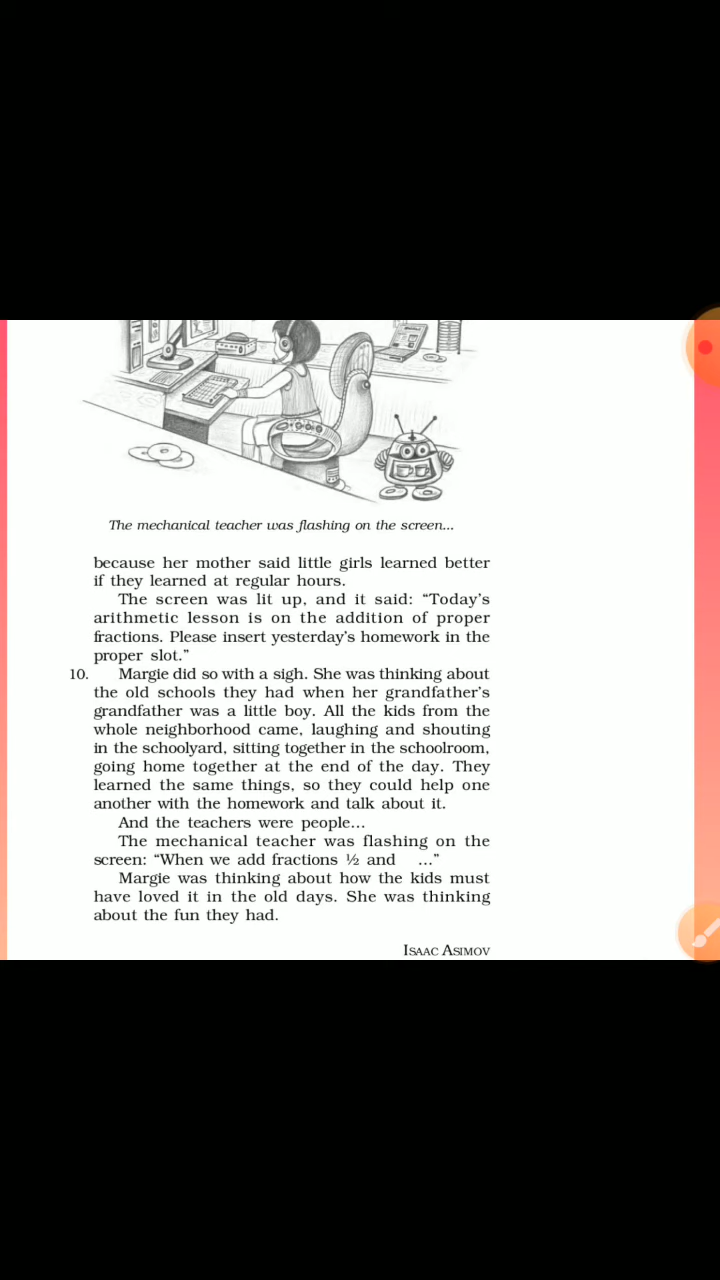 The mechanical teacher was flashing on the screen...
because her mother said little girls learned better
if they learned at regular hours.
The screen was lit up, and it said: “Today’s
arithmetic lesson is on the addition of proper
fractions. Please insert yesterday’s homework in the
proper slot.”
10. Margie did so with a sigh. She was thinking about
the old schools they had when her grandfather’s
grandfather was a little boy. All the kids from the
whole neighborhood came, laughing and shouting
in the schoolyard, sitting together in the schoolroom,
going home together at the end of the day. They
learned the same things, so they could help one
another with the homework and talk about it.
And the teachers were people...
The mechanical teacher was flashing on the
screen: “When we add fractions ½ and ...”
Margie was thinking about how the kids must
have loved it in the old days. She was thinking
about the fun they had.
ISAAC ASIMOV